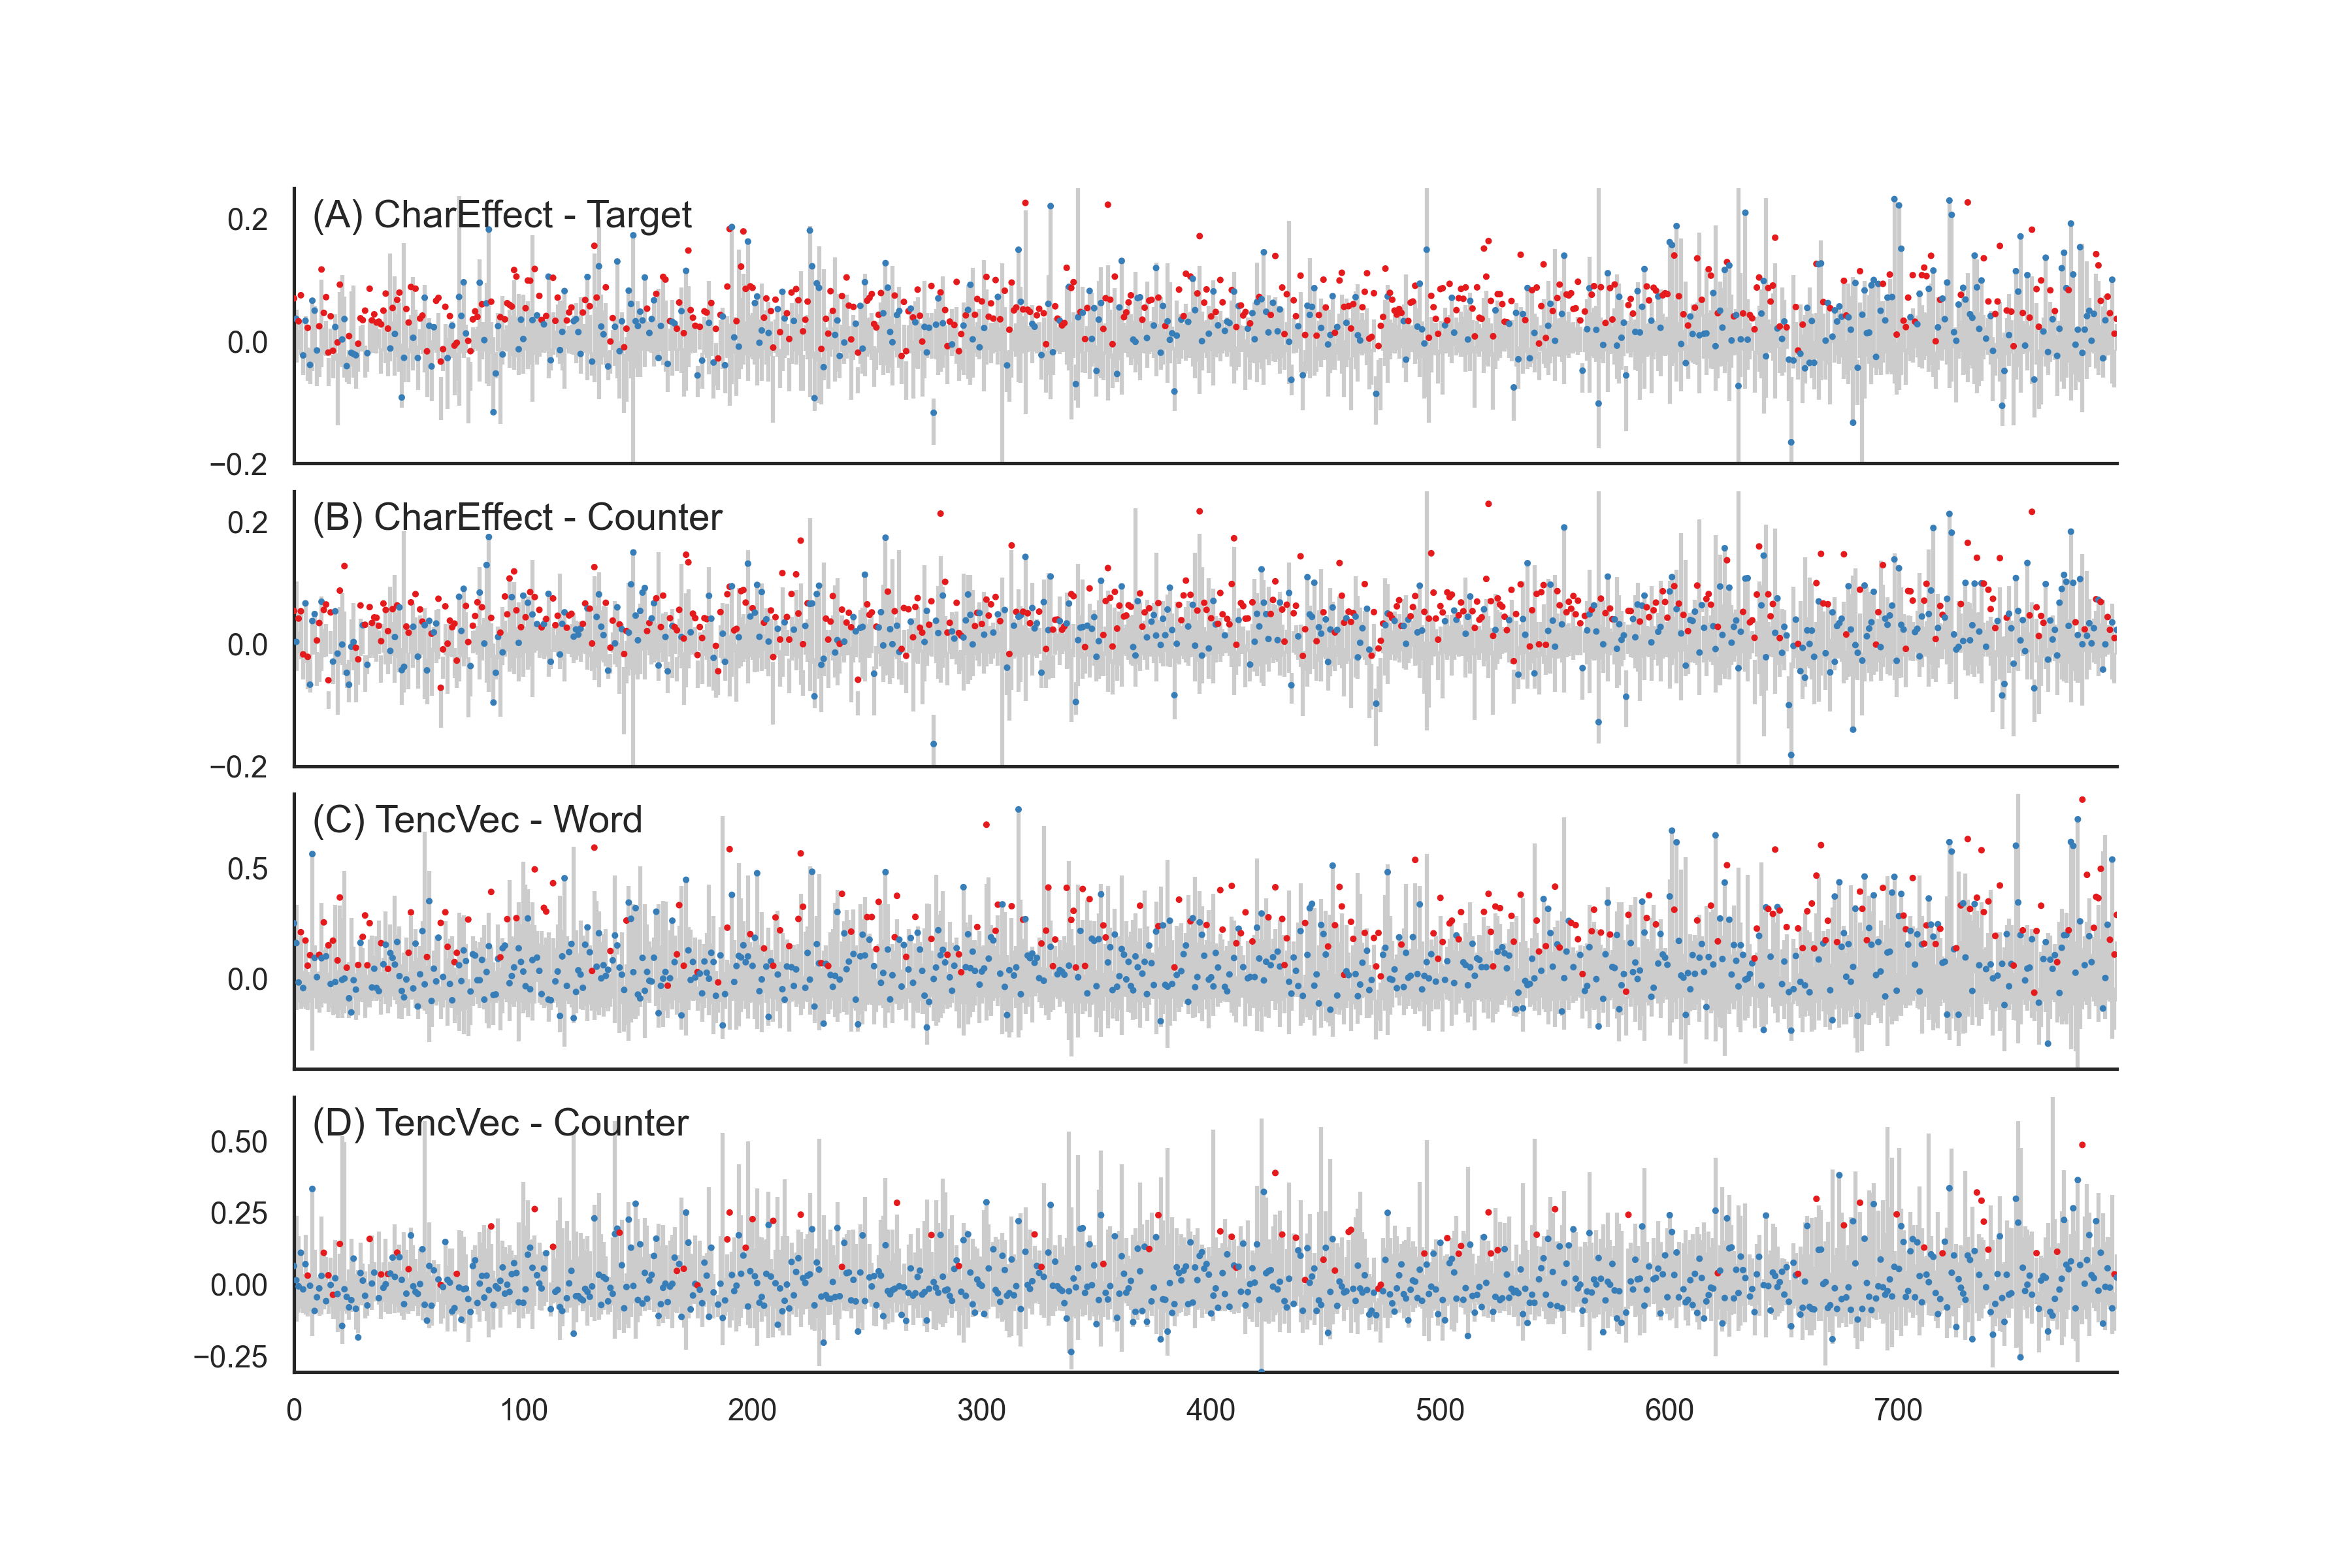 (A) CharEffect - Target
0.2
0.0
−0.2
(B) CharEffect - Counter
0.2
0.0
−0.2
(C) TencVec - Word
0.5
0.0
(D) TencVec - Counter
0.50
0.25
0.00
−0.25
0 100 200 300 400 500 600 700